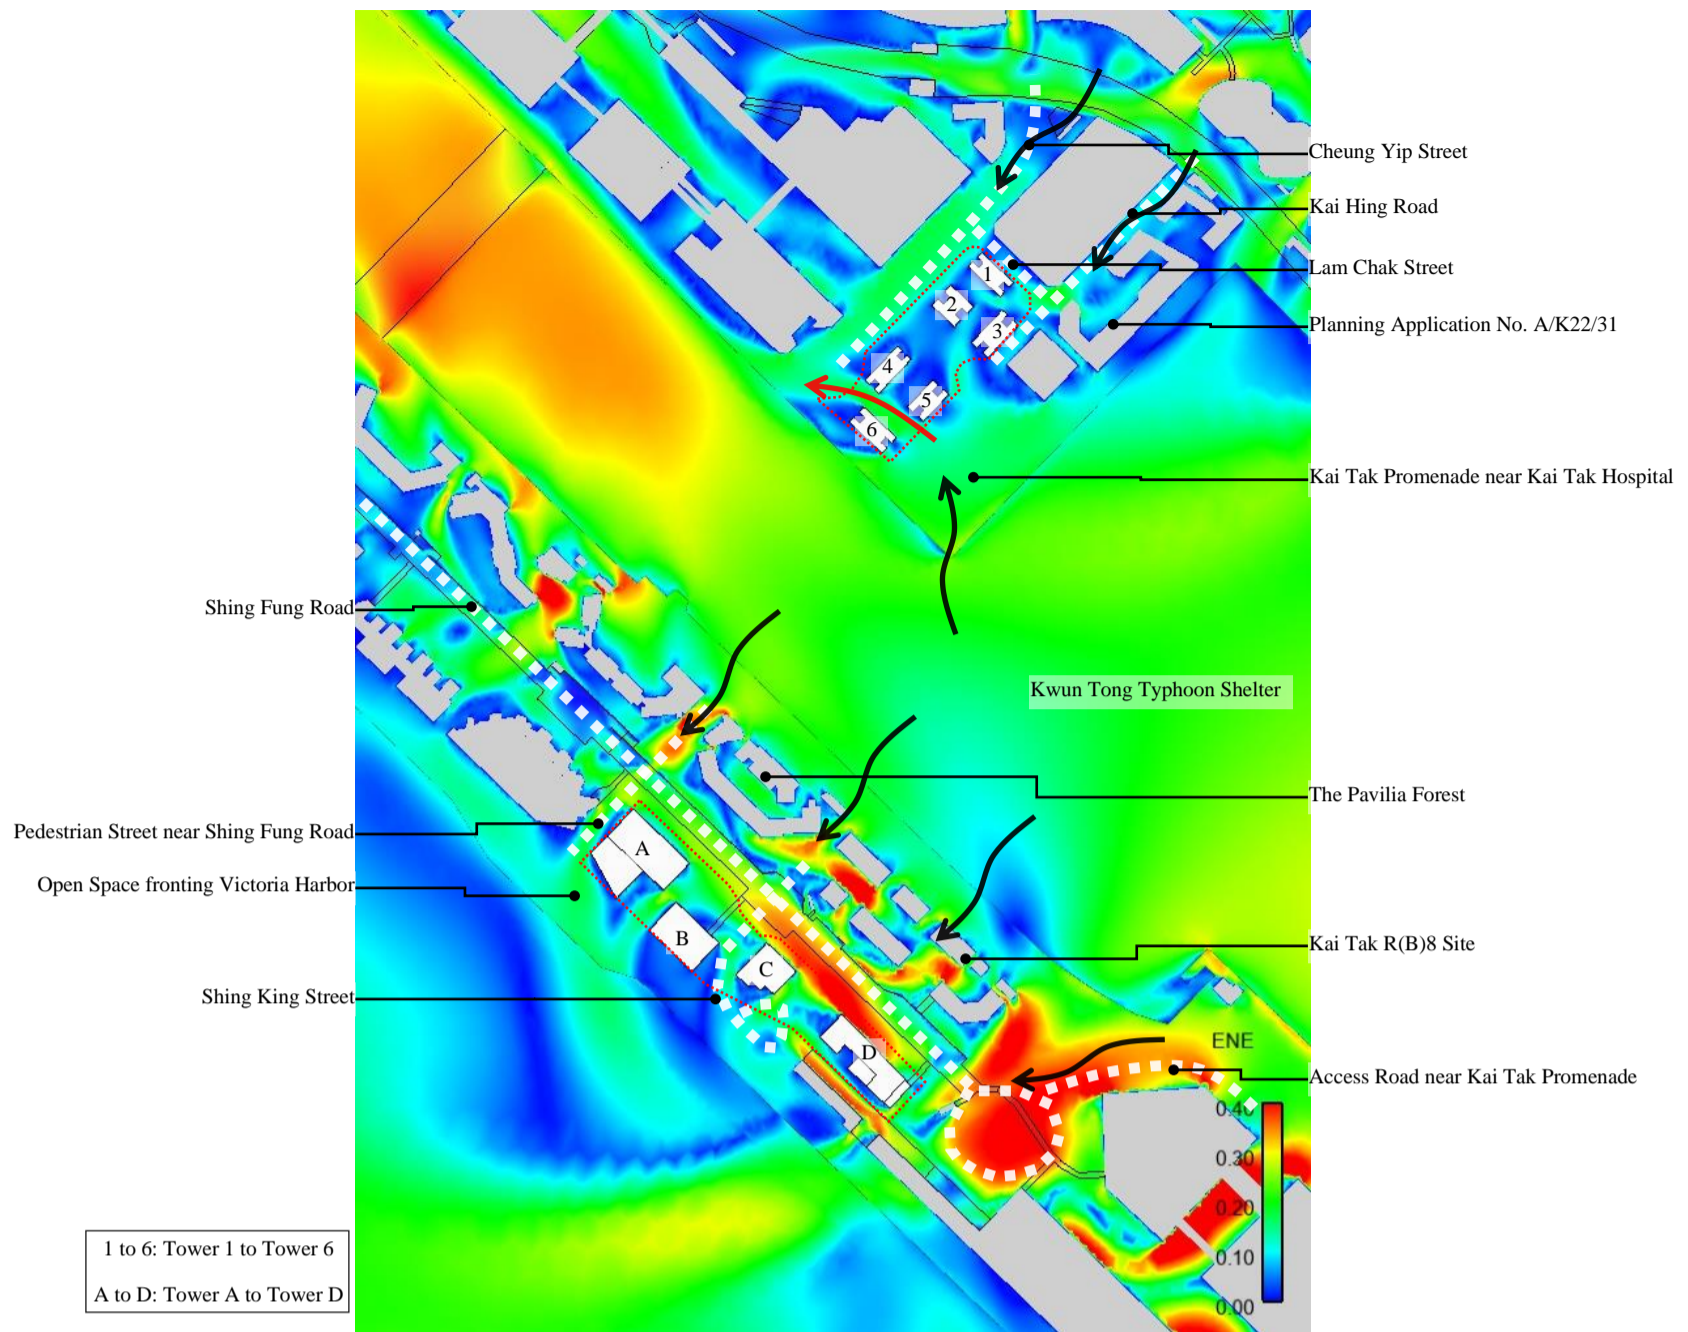 Cheung Yip Street
Kai Hing Road
Lam Chak Street
1
2
3
Planning Application No. A/K22/31
4
5
6
Kai Tak Promenade near Kai Tak Hospital
Shing Fung Road
Kwun Tong Typhoon Shelter
The Pavilia Forest
Pedestrian Street near Shing Fung Road
A
Open Space fronting Victoria Harbor
B
Kai Tak R(B)8 Site
C
Shing King Street
D
ENE
Access Road near Kai Tak Promenade
0.40
0.30
0.20
0.10
0.00
1 to 6: Tower 1 to Tower 6
A to D: Tower A to Tower D